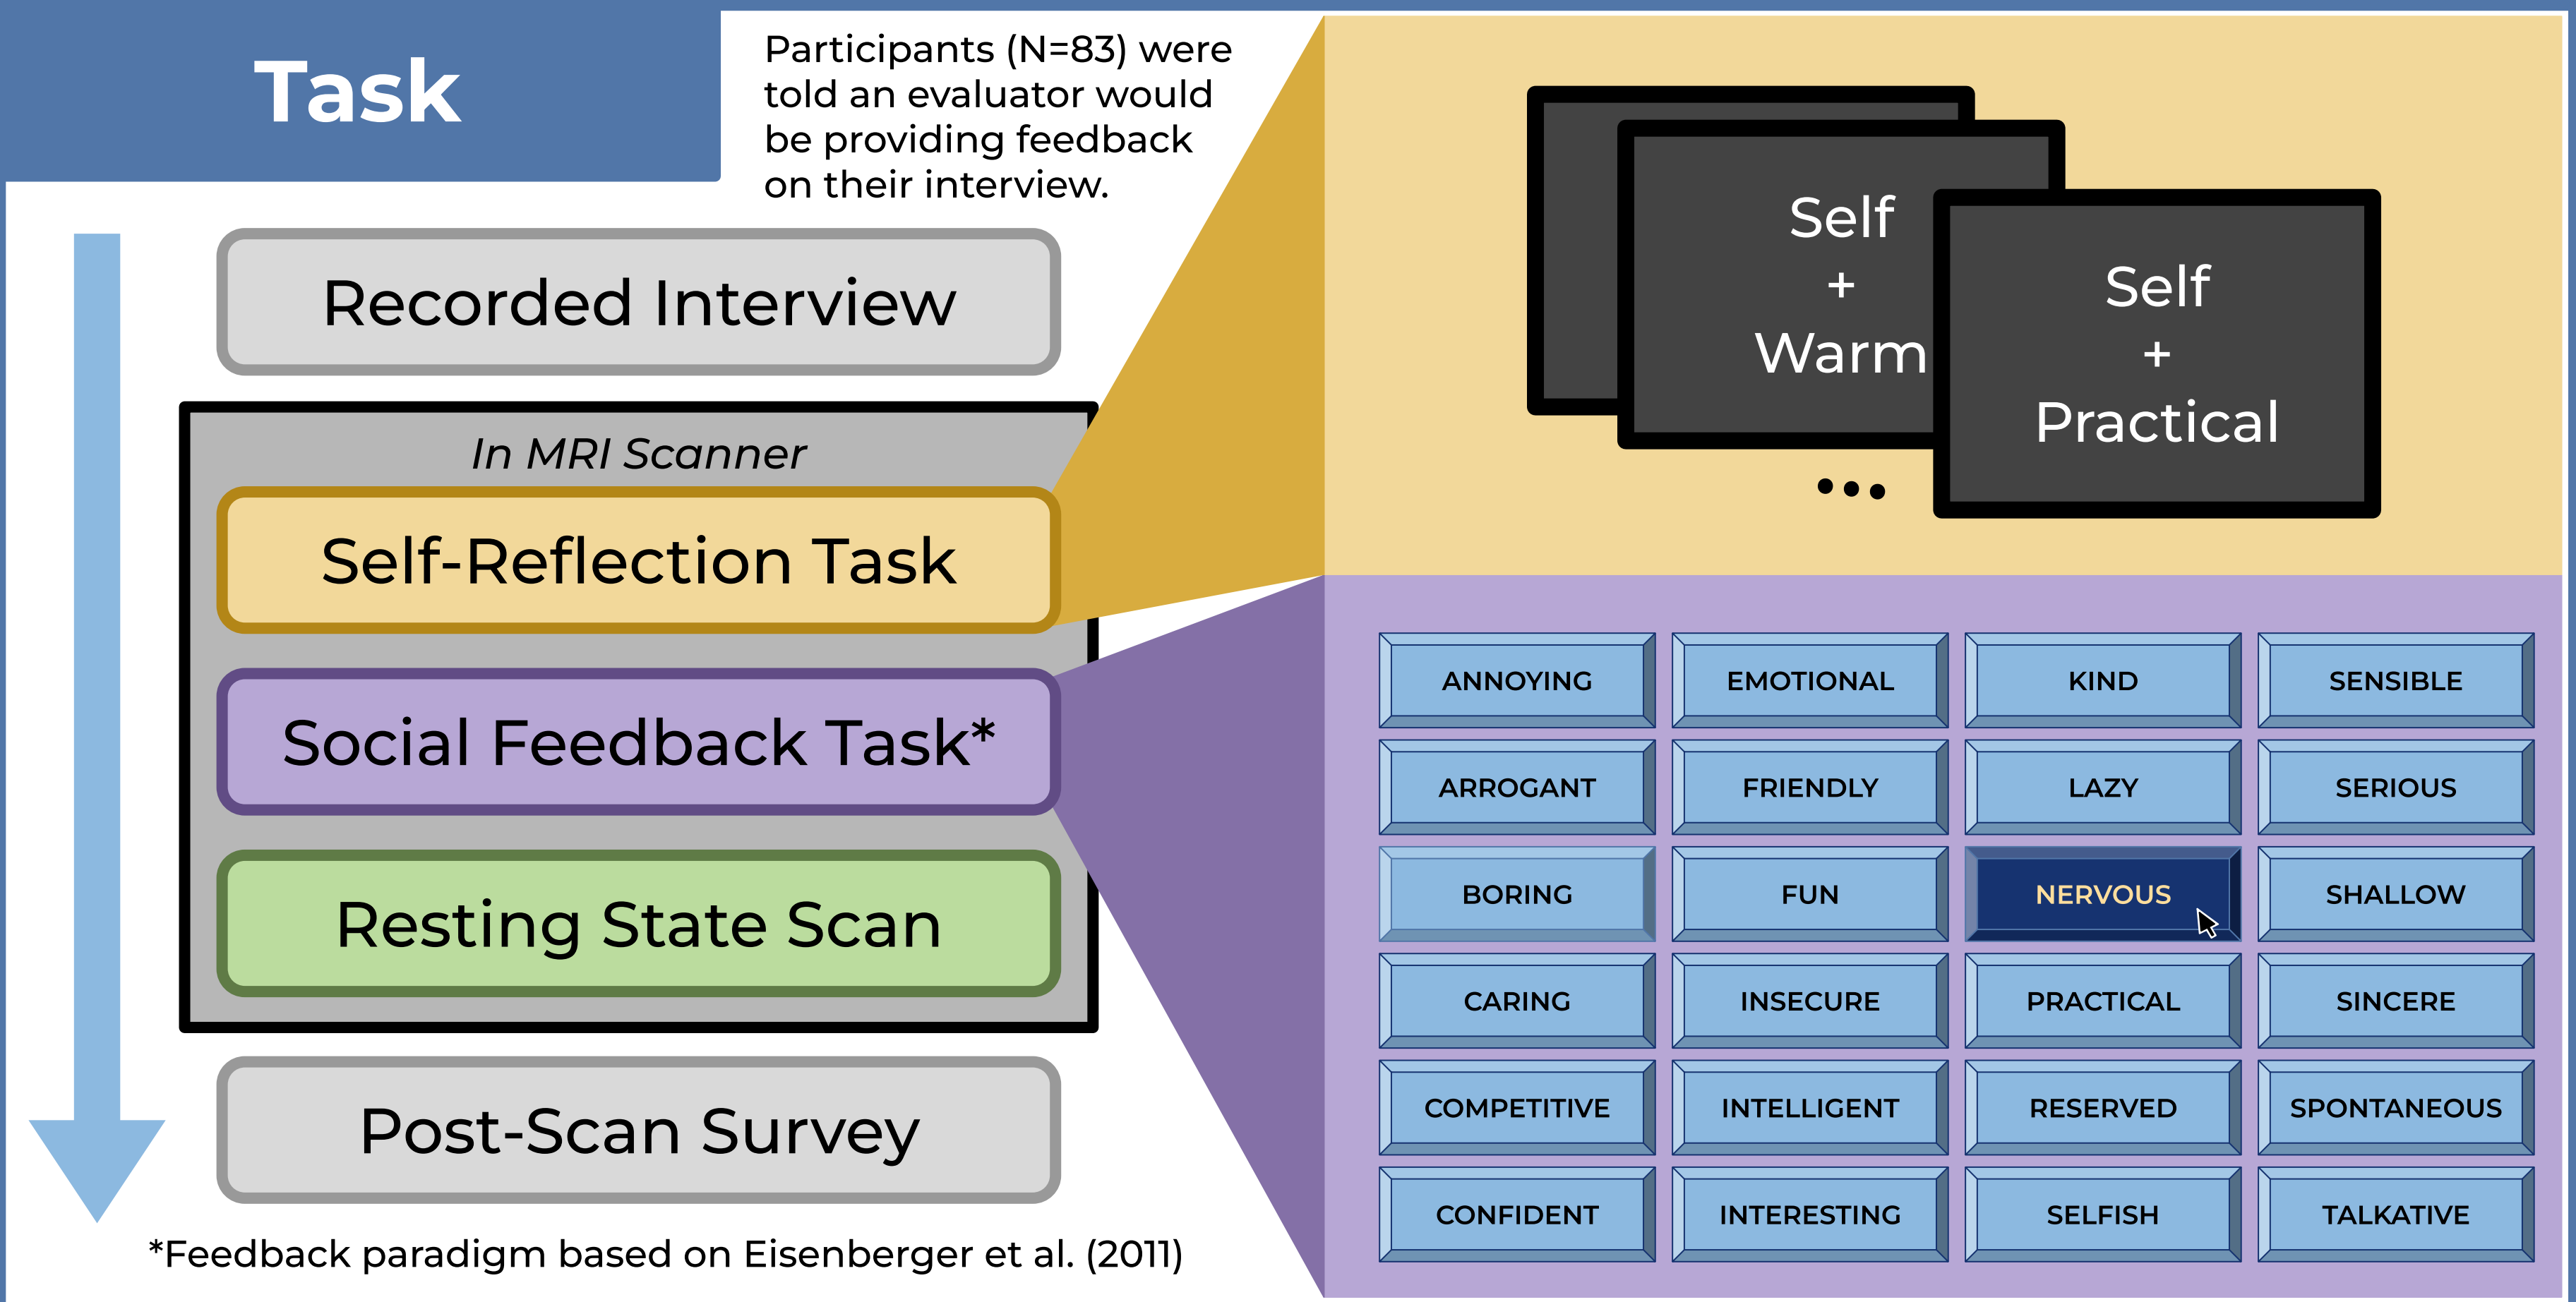 Task
Participants (N=83) were
told an evaluator would
be providing feedback
on their interview.
Recorded Interview
In MRI Scanner
Self-Reflection Task
Social Feedback Task*
Resting State Scan
Post-Scan Survey
*Feedback paradigm based on Eisenberger et al. (2011)
Self
+
Warm
Self
+
Practical
...
ANNOYING EMOTIONAL KIND SENSIBLE
ARROGANT FRIENDLY LAZY SERIOUS
BORING FUN NERVOUS SHALLOW
CARING INSECURE PRACTICAL SINCERE
COMPETITIVE INTELLIGENT RESERVED SPONTANEOUS
CONFIDENT INTERESTING SELFISH TALKATIVE